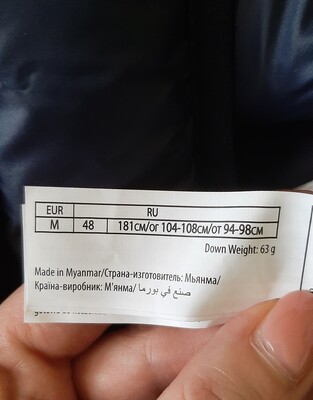 EUR RU
M 48 181СМ/ОГ 104-108СМ/ОТ 94-98СМ
Down Weight: 63 g
Made in Myanmar/Страна-изготовитель: Мьянма/
Країна-виробник: М'янма/ صنع في بورما